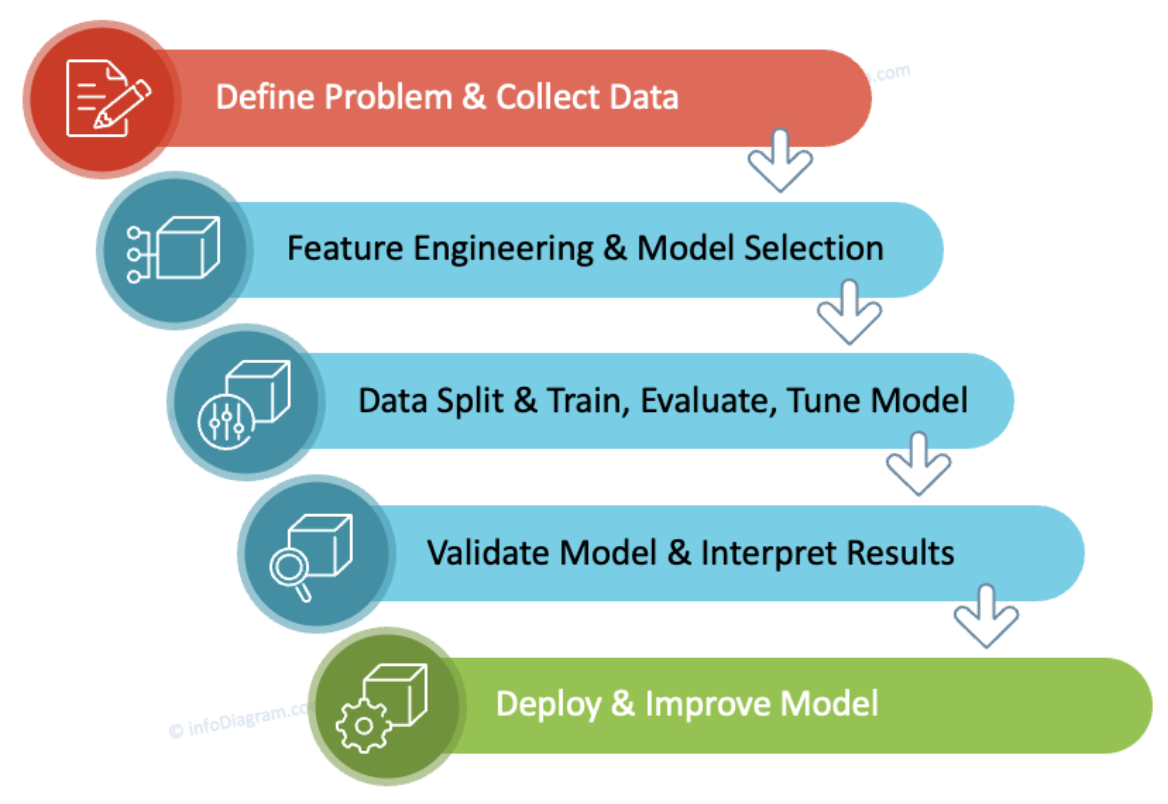 .com
Define Problem & Collect Data
Feature Engineering & Model Selection
Data Split & Train, Evaluate, Tune Model
Validate Model & Interpret Results
Deploy & Improve Model
© infoDiagram.com